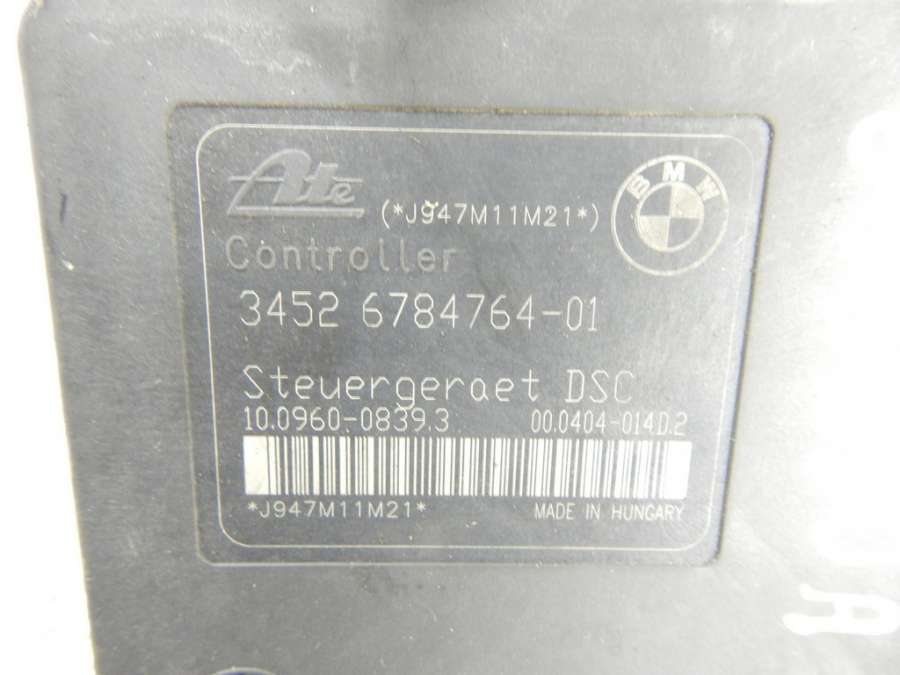 Ate (*J947M11M21*) BMW
Controller
3452 6784764-01
Steuergeraet DSC
10.0960-0839.3 00.0404-014D.2
*J947M11M21* MADE IN HUNGARY